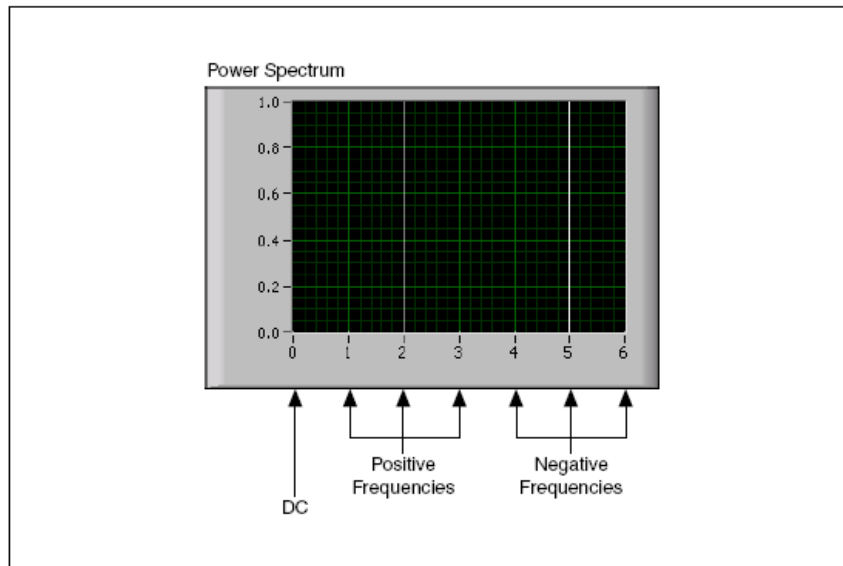 Power Spectrum
1.0
0.8
0.6
0.4
0.2
0.0
0 1 2 3 4 5 6
Positive
Frequencies
Negative
Frequencies
DC